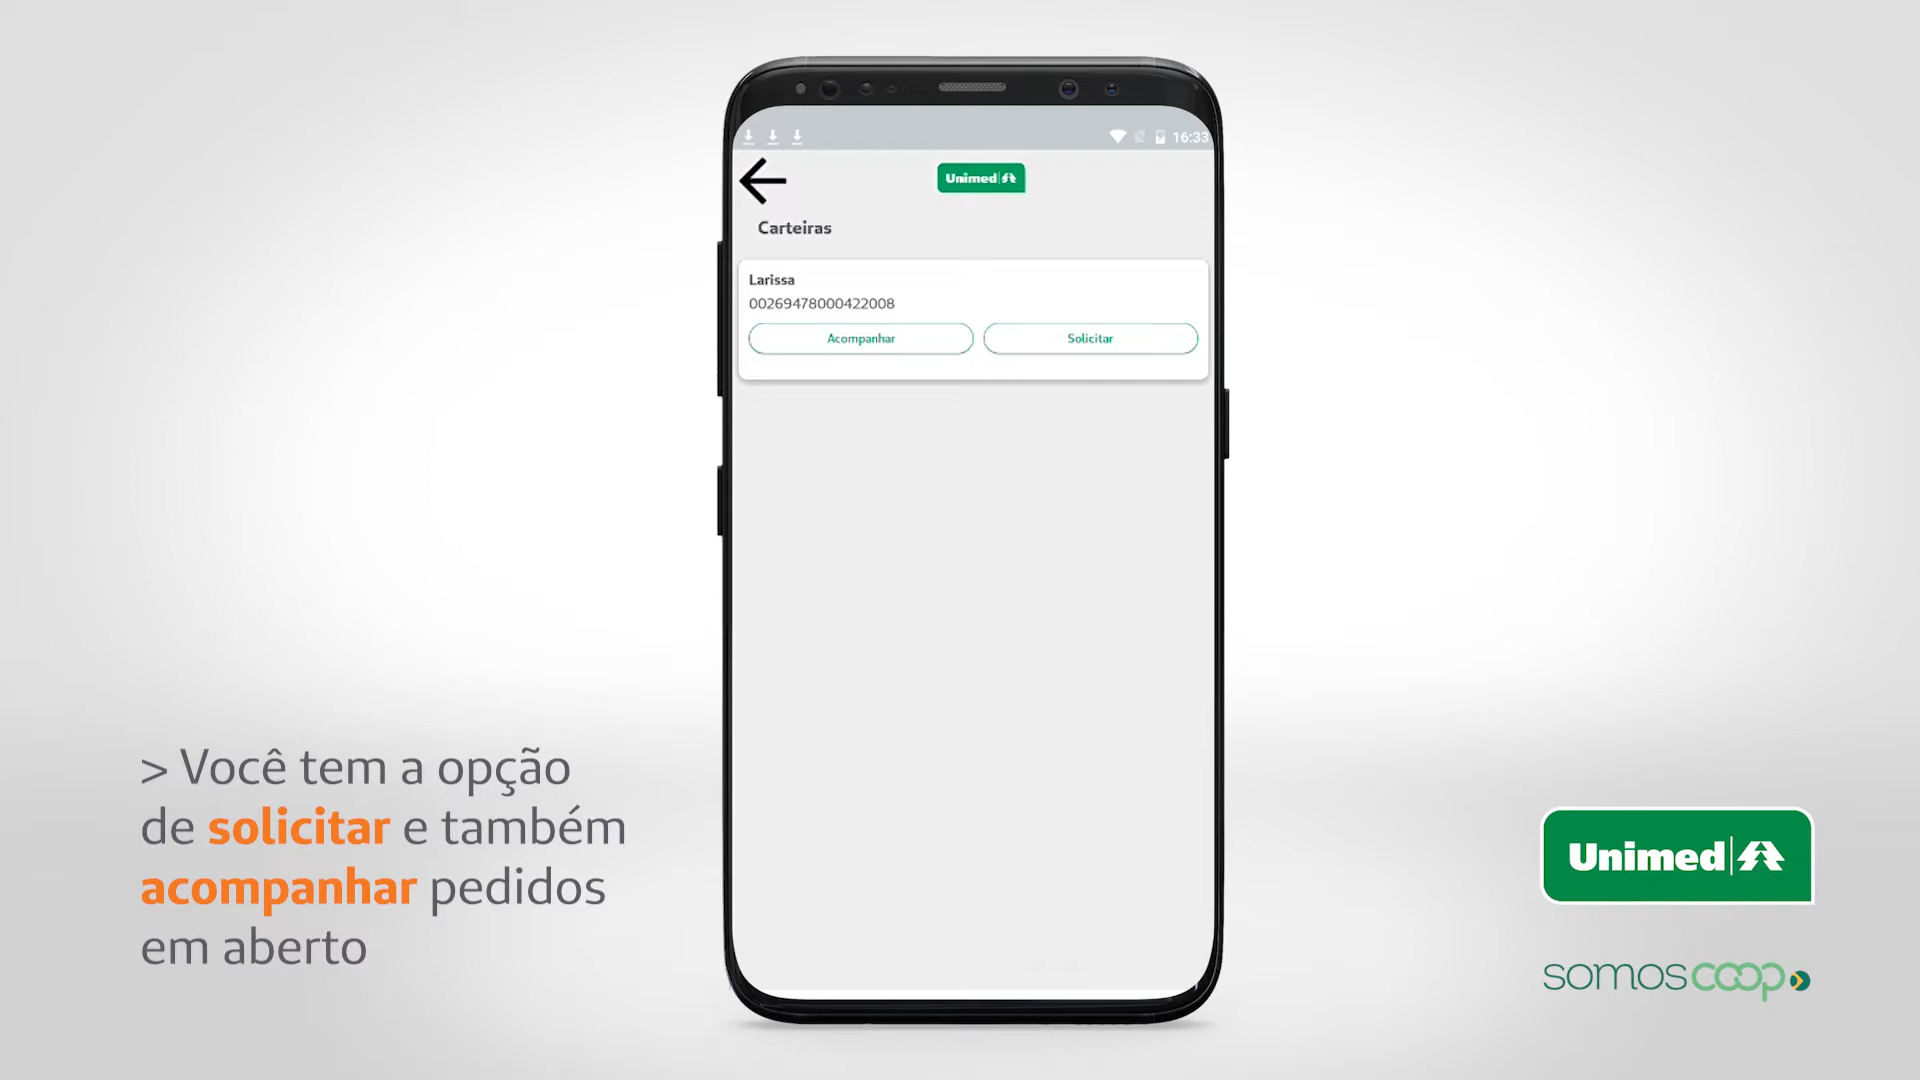 16:33
Unimed
Carteiras
Larissa
00269478000422008
Acompanhar
Solicitar
> Você tem a opção
de solicitar e também
acompanhar pedidos
em aberto
Unimed
somoscoop